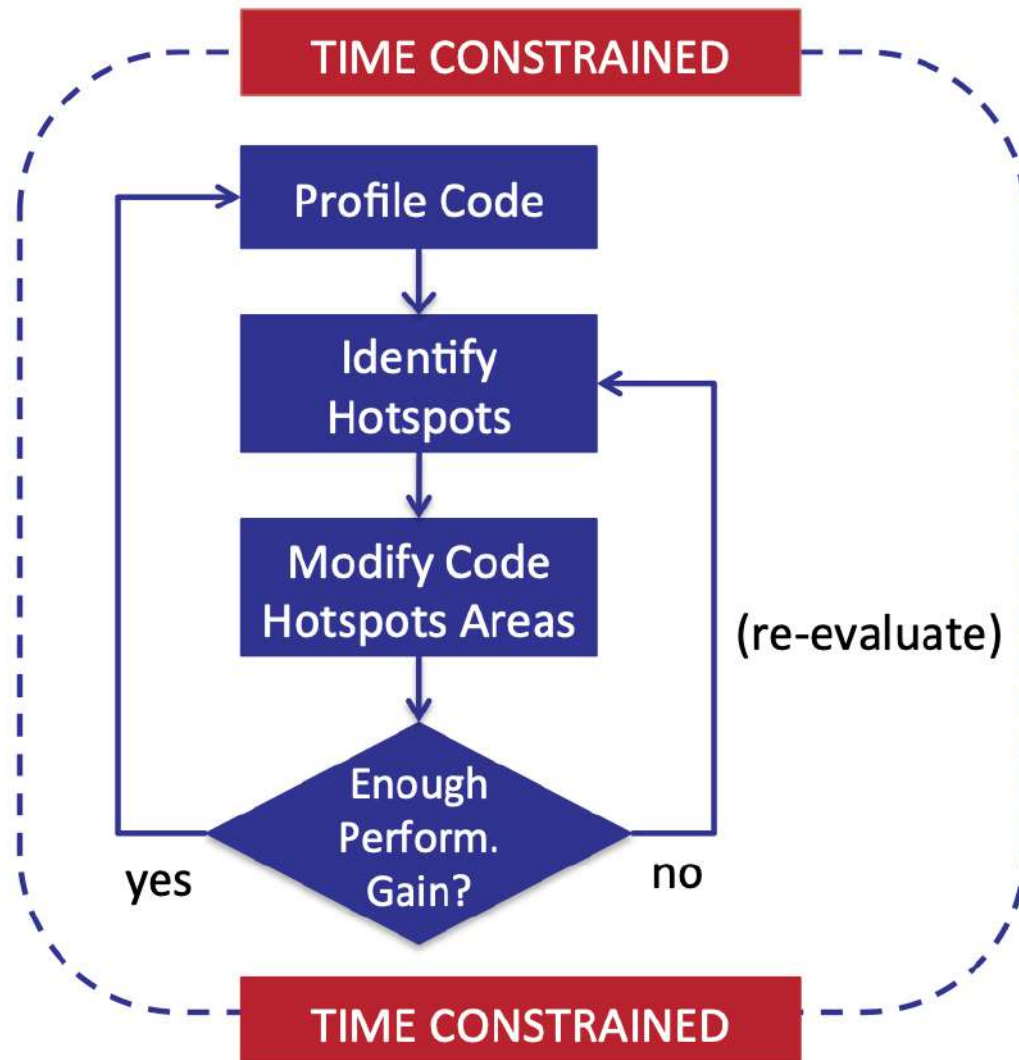 TIME CONSTRAINED
Profile Code
Identify
Hotspots
Modify Code
Hotspots Areas
(re-evaluate)
Enough
Perform.
Gain?
yes
no
TIME CONSTRAINED